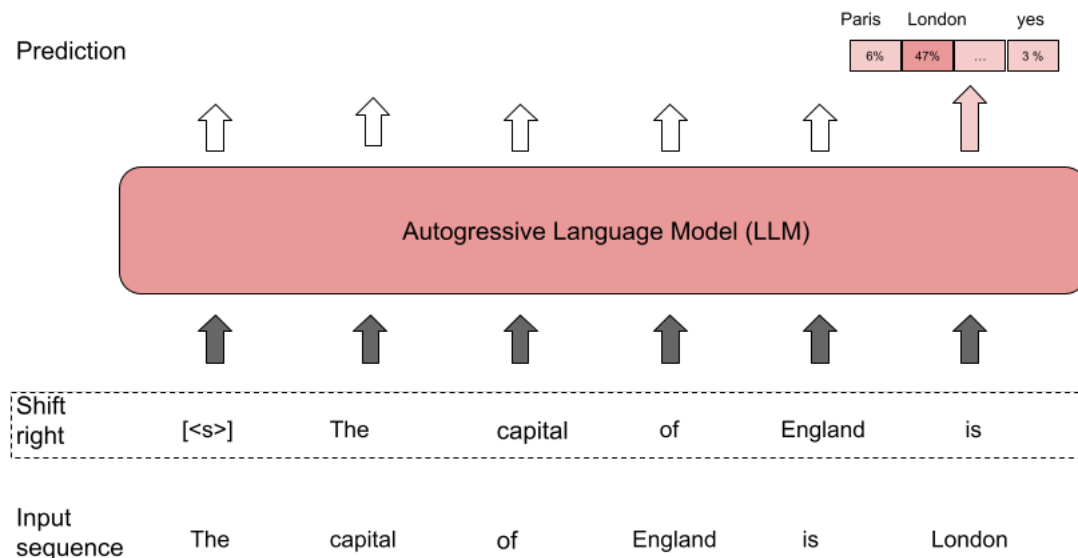 Paris London yes
Prediction
6% 47% ... 3 %
Autogressive Language Model (LLM)
Shift
right
[<s>] The capital of England is
Input
sequence
The capital of England is London